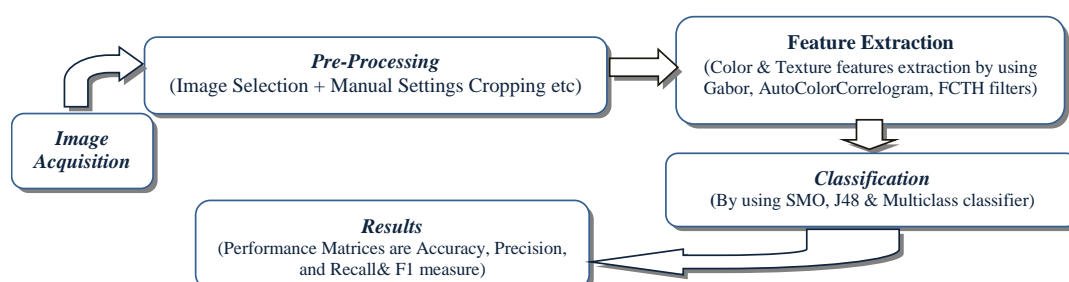 Image
Acquisition
Pre-Processing
(Image Selection + Manual Settings Cropping etc)
Feature Extraction
(Color & Texture features extraction by using
Gabor, AutoColorCorrelogram, FCTH filters)
Classification
(By using SMO, J48 & Multiclass classifier)
Results
(Performance Matrices are Accuracy, Precision,
and Recall& F1 measure)